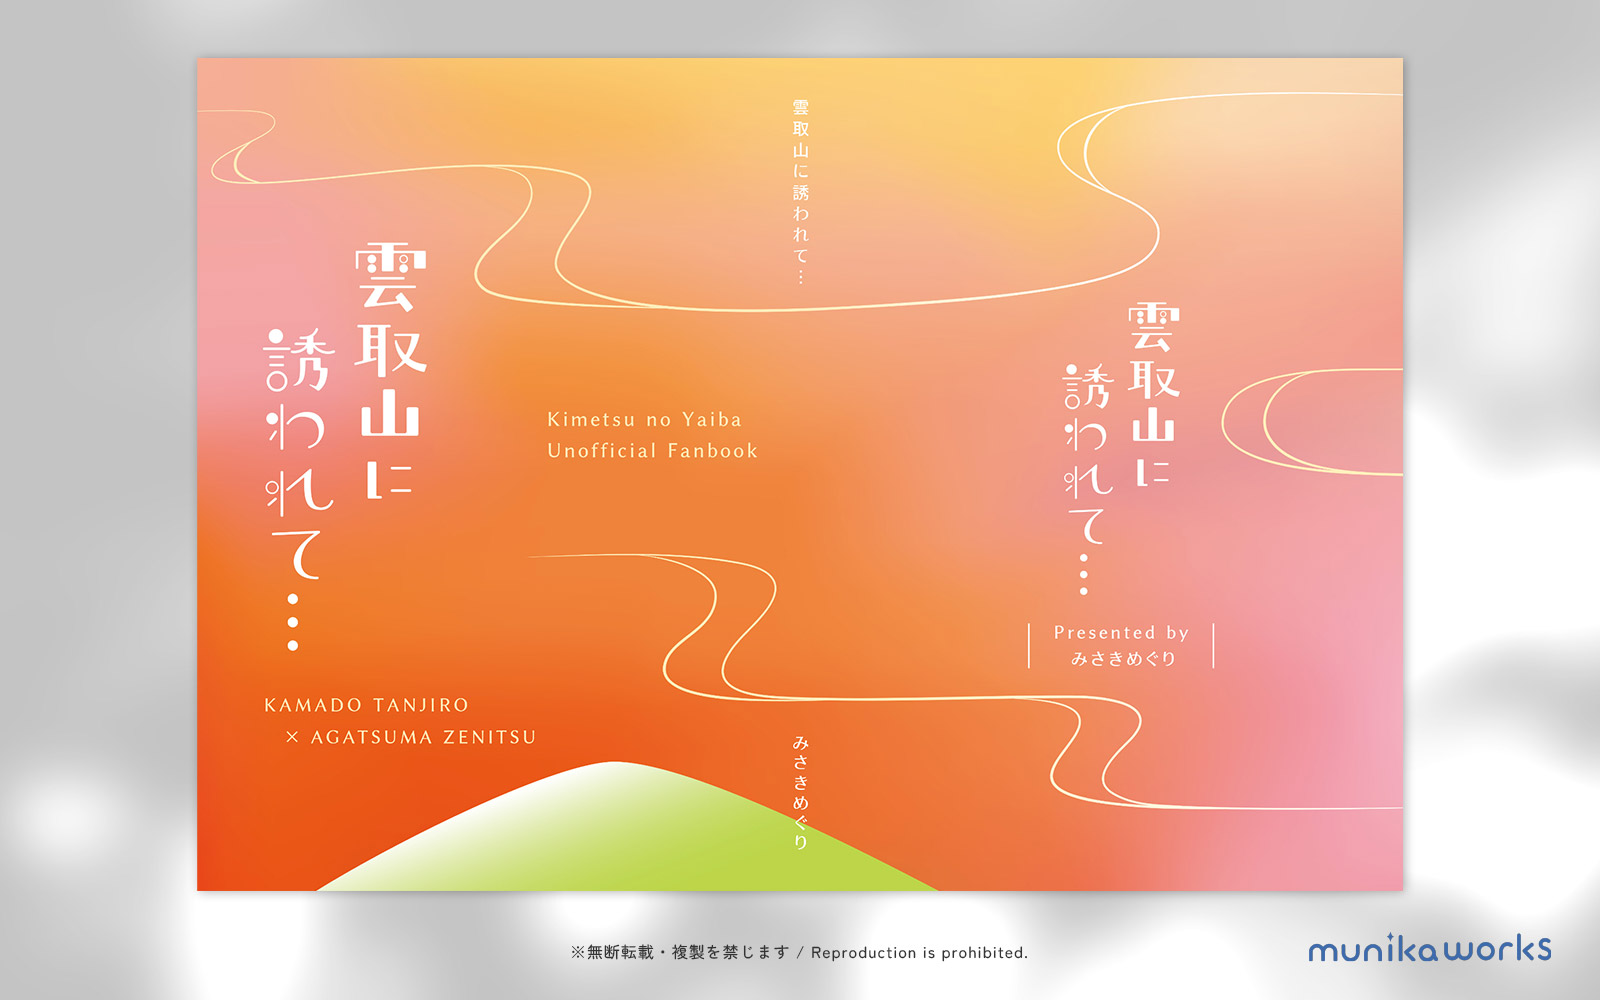 雲取山に
誘われて…
Kimetsu no Yaiba
Unofficial Fanbook
KAMADO TANJIRO
× AGATSUMA ZENITSU
雲取山に誘われて…
みさきめぐり
雲取山に
誘われて…
Presented by
みさきめぐり
※無断転載・複製を禁じます / Reproduction is prohibited.
munikaworks